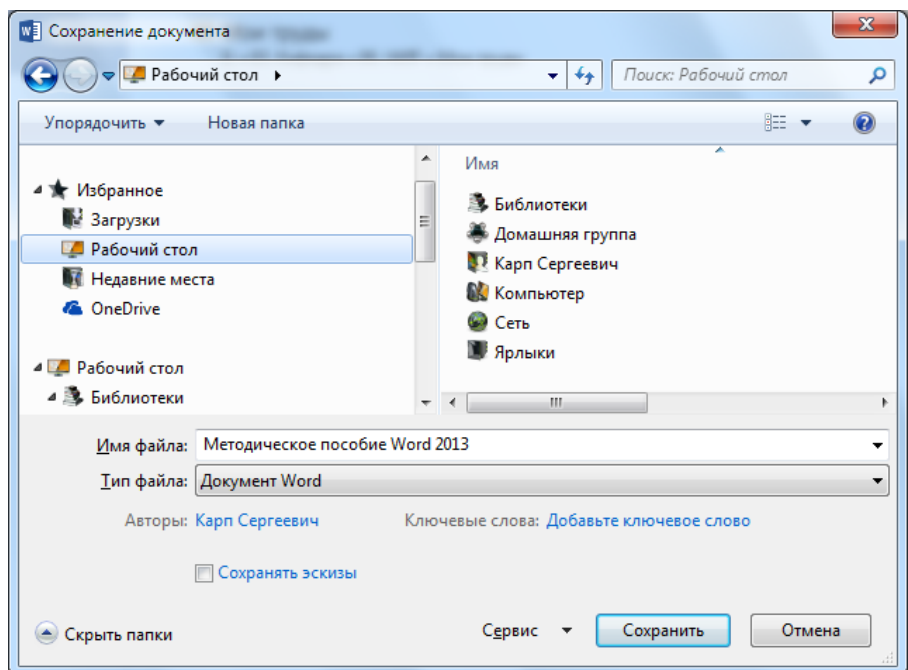 Сохранение документа
Рабочий стол
Поиск: Рабочий стол
Упорядочить
Новая папка
Избранное
Загрузки
Рабочий стол
Недавние места
OneDrive
Рабочий стол
Библиотеки
Имя
Библиотеки
Домашняя группа
Карп Сергеевич
Компьютер
Сеть
Ярлыки
Имя файла: Методическое пособие Word 2013
Тип файла: Документ Word
Авторы: Карп Сергеевич Ключевые слова: Добавьте ключевое слово
Сохранять эскизы
Скрыть папки Сервис Сохранить Отмена